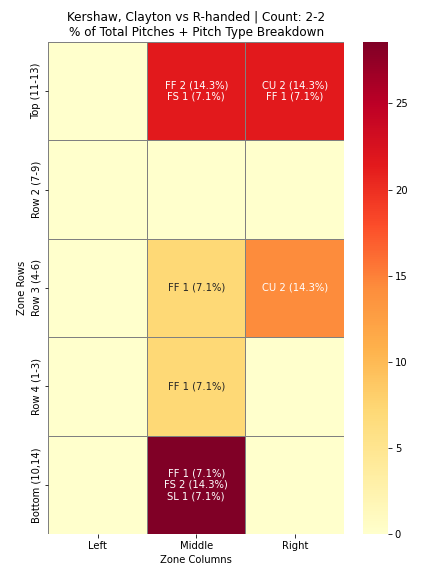 Kershaw, Clayton vs R-handed | Count: 2-2
% of Total Pitches + Pitch Type Breakdown
Top (11-13)
FF 2 (14.3%)
FS 1 (7.1%)
CU 2 (14.3%)
FF 1 (7.1%)
Row 2 (7-9)
Zone Rows
Row 3 (4-6)
FF 1 (7.1%)
CU 2 (14.3%)
Row 4 (1-3)
FF 1 (7.1%)
Bottom (10,14)
FF 1 (7.1%)
FS 2 (14.3%)
SL 1 (7.1%)
Left
Middle
Right
Zone Columns
25
20
15
10
5
0